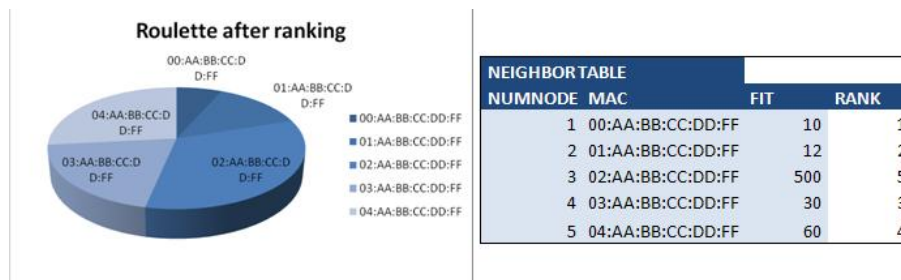 Roulette after ranking
00:AA:BB:CC:D
D:FF
01:AA:BB:CC:D
D:FF
04:AA:BB:CC:D
D:FF
03:AA:BB:CC:D
D:FF
02:AA:BB:CC:D
D:FF
00:AA:BB:CC:DD:FF
01:AA:BB:CC:DD:FF
02:AA:BB:CC:DD:FF
03:AA:BB:CC:DD:FF
04:AA:BB:CC:DD:FF
NEIGHBORTABLE
NUMNODE MAC FIT RANK
1 00:AA:BB:CC:DD:FF 10 1
2 01:AA:BB:CC:DD:FF 12 2
3 02:AA:BB:CC:DD:FF 500 5
4 03:AA:BB:CC:DD:FF 30 3
5 04:AA:BB:CC:DD:FF 60 4